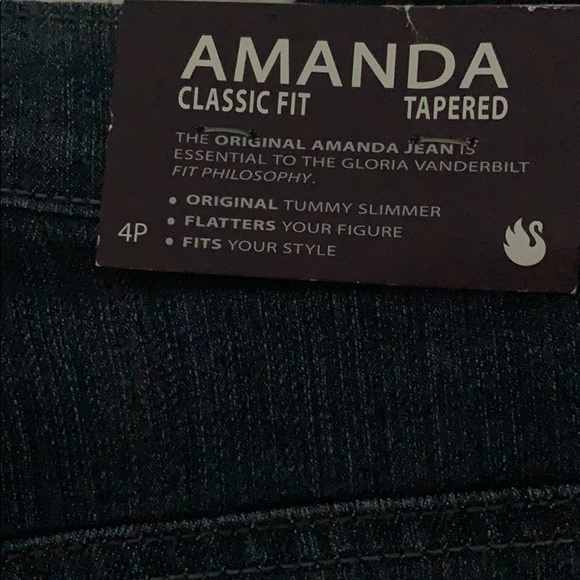 AMANDA
CLASSIC FIT TAPERED
THE ORIGINAL AMANDA JEAN IS
ESSENTIAL TO THE GLORIA VANDERBILT
FIT PHILOSOPHY.
• ORIGINAL TUMMY SLIMMER
• FLATTERS YOUR FIGURE
• FITS YOUR STYLE
4P